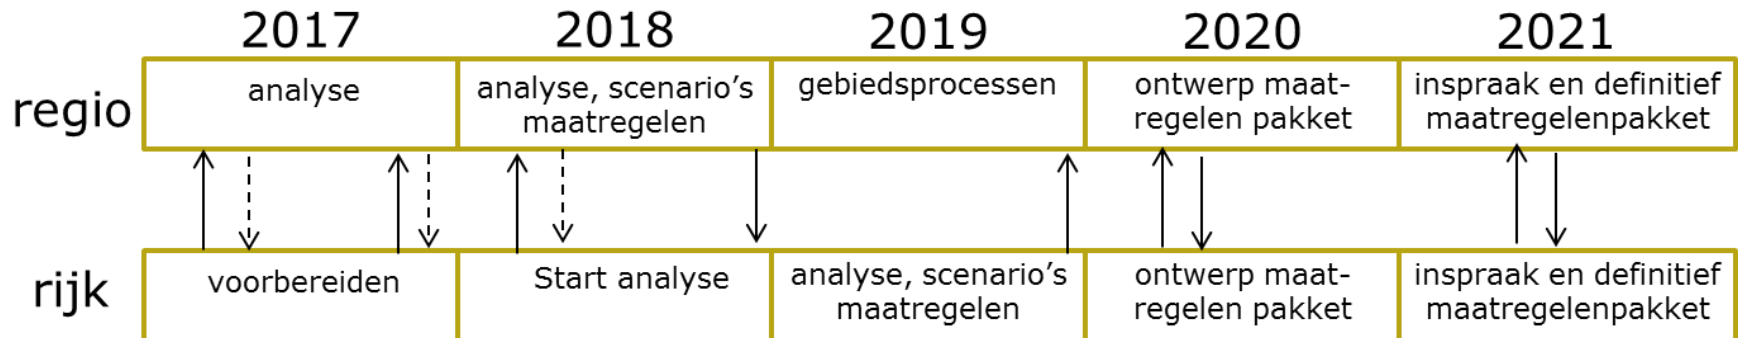 2017 2018 2019 2020 2021
regio
analyse
analyse, scenario's
maatregelen
gebiedsprocessen
ontwerp maat-
regelen pakket
inspraak en definitief
maatregelenpakket
rijk
voorbereiden
Start analyse
analyse, scenario's
maatregelen
ontwerp maat-
regelen pakket
inspraak en definitief
maatregelenpakket